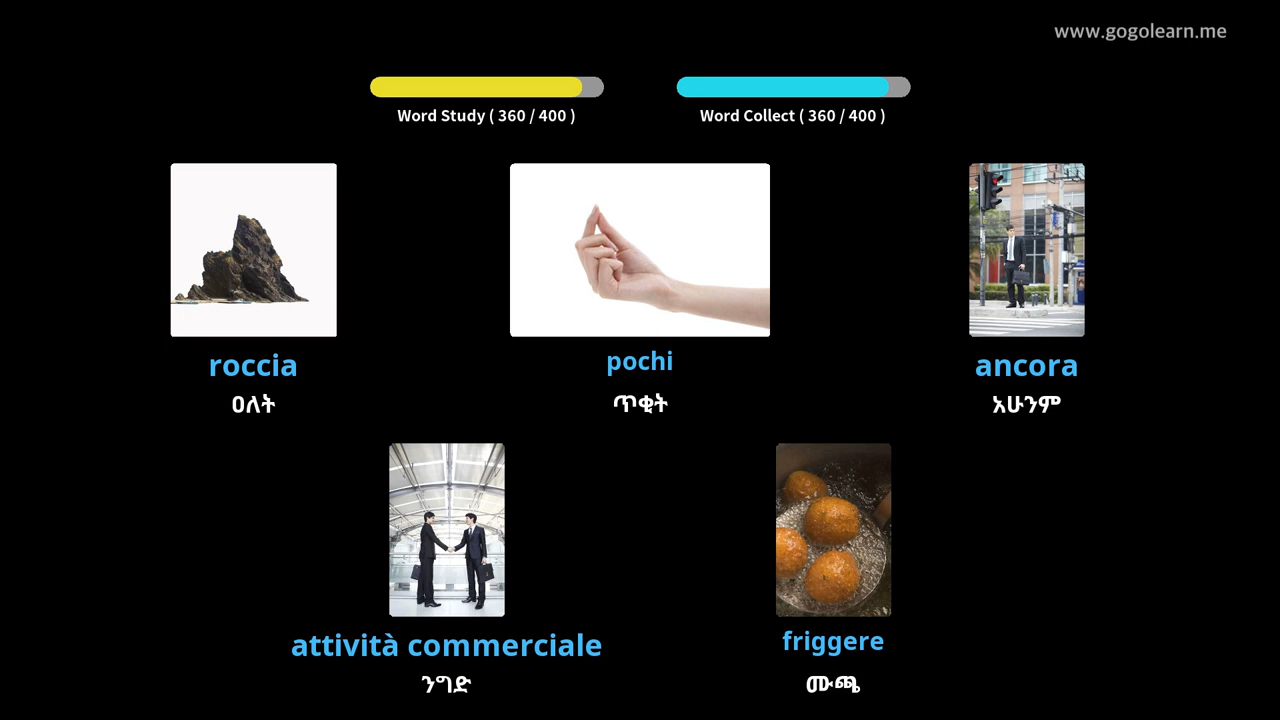 www.gogolearn.me
Word Study ( 360 / 400 )
Word Collect ( 360 / 400 )
roccia
ዐለት
pochi
ጥቂት
ancora
አሁንም
attività commerciale
ንግድ
friggere
ሙጫ